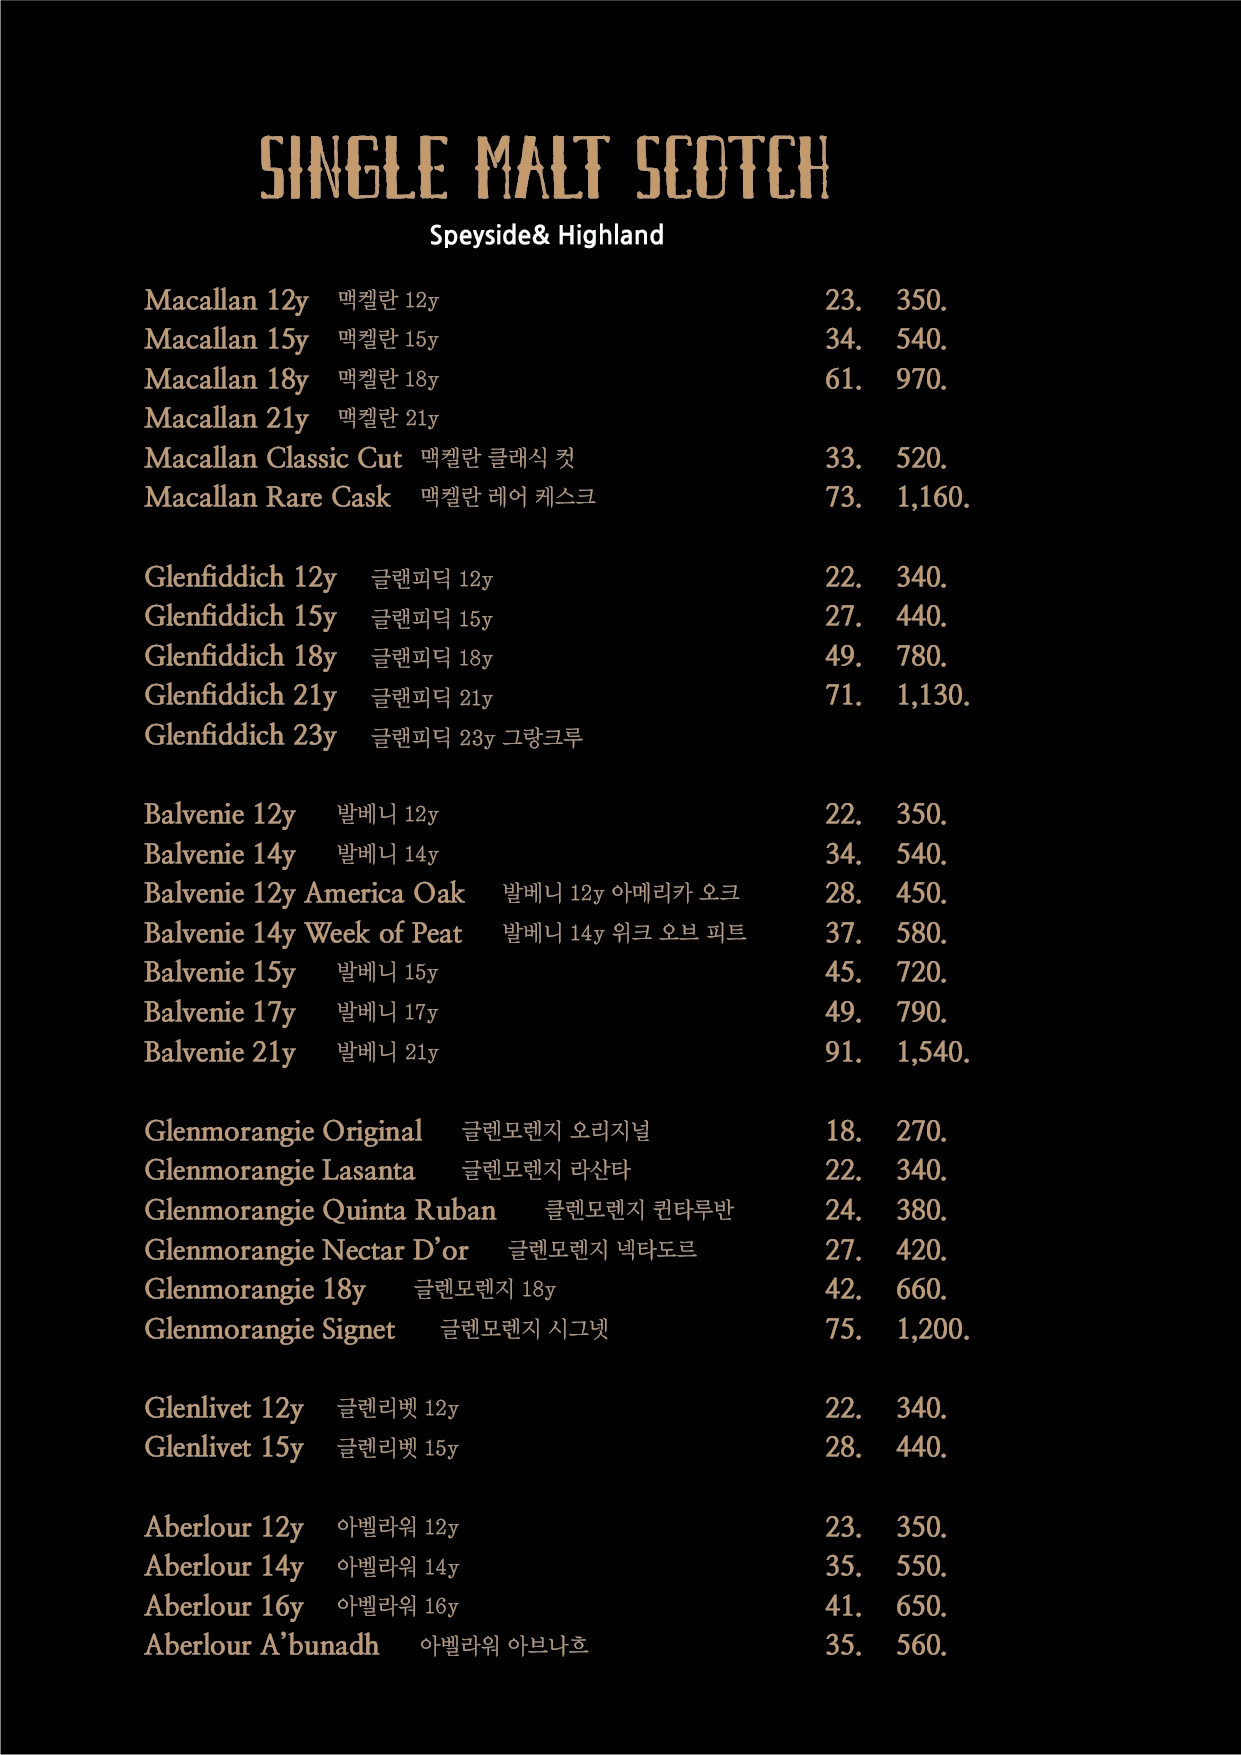 SINGLE MALT SCOTCH
Speyside& Highland
Macallan 12y 맥켈란 12y 23. 350.
Macallan 15y 맥켈란 15y 34. 540.
Macallan 18y 맥켈란 18y 61. 970.
Macallan 21y 맥켈란 21y
Macallan Classic Cut 맥켈란 클래식 컷 33. 520.
Macallan Rare Cask 맥켈란 레어 케스크 73. 1,160.
Glenfiddich 12y 글랜피딕 12y 22. 340.
Glenfiddich 15y 글랜피딕 15y 27. 440.
Glenfiddich 18y 글랜피딕 18y 49. 780.
Glenfiddich 21y 글랜피딕 21y 71. 1,130.
Glenfiddich 23y 글랜피딕 23y 그랑크루
Balvenie 12y 발베니 12y 22. 350.
Balvenie 14y 발베니 14y 34. 540.
Balvenie 12y America Oak 발베니 12y 아메리카 오크 28. 450.
Balvenie 14y Week of Peat 발베니 14y 위크 오브 피트 37. 580.
Balvenie 15y 발베니 15y 45. 720.
Balvenie 17y 발베니 17y 49. 790.
Balvenie 21y 발베니 21y 91. 1,540.
Glenmorangie Original 글렌모렌지 오리지널 18. 270.
Glenmorangie Lasanta 글렌모렌지 라산타 22. 340.
Glenmorangie Quinta Ruban 클렌모렌지 퀸타루반 24. 380.
Glenmorangie Nectar D’or 글렌모렌지 넥타도르 27. 420.
Glenmorangie 18y 글렌모렌지 18y 42. 660.
Glenmorangie Signet 글렌모렌지 시그넷 75. 1,200.
Glenlivet 12y 글렌리벳 12y 22. 340.
Glenlivet 15y 글렌리벳 15y 28. 440.
Aberlour 12y 아벨라워 12y 23. 350.
Aberlour 14y 아벨라워 14y 35. 550.
Aberlour 16y 아벨라워 16y 41. 650.
Aberlour A’bunadh 아벨라워 아브나흐 35. 560.